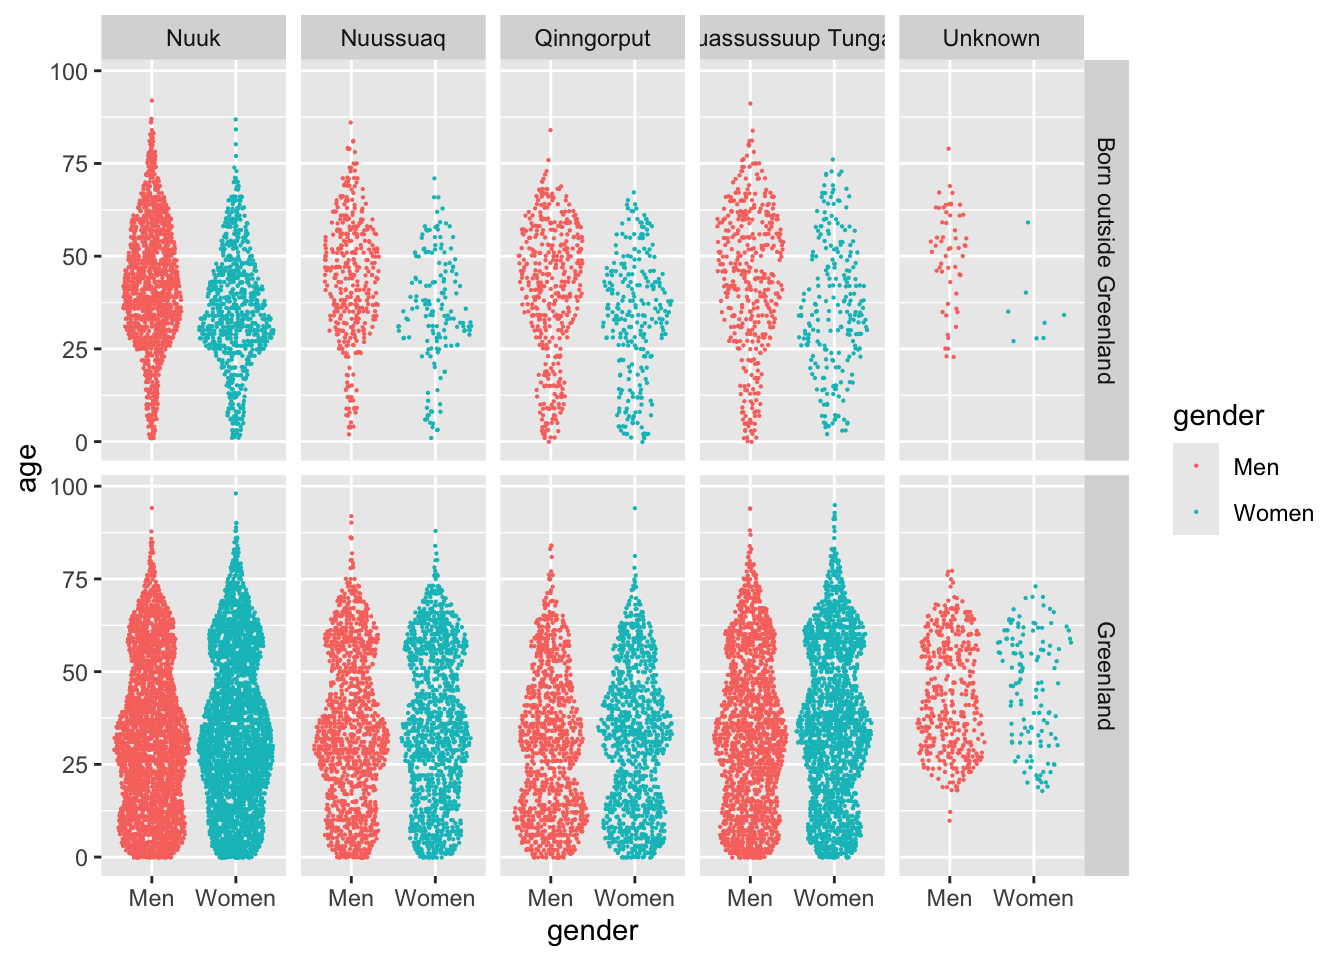 Nuuk Nuussuaq Qinngorput uassussuup Tunga Unknown
100
75
50
25
0
Born outside Greenland
100
75
50
25
0
Greenland
age
Men Women Men Women Men Women Men Women Men Women
gender
gender
Men
Women